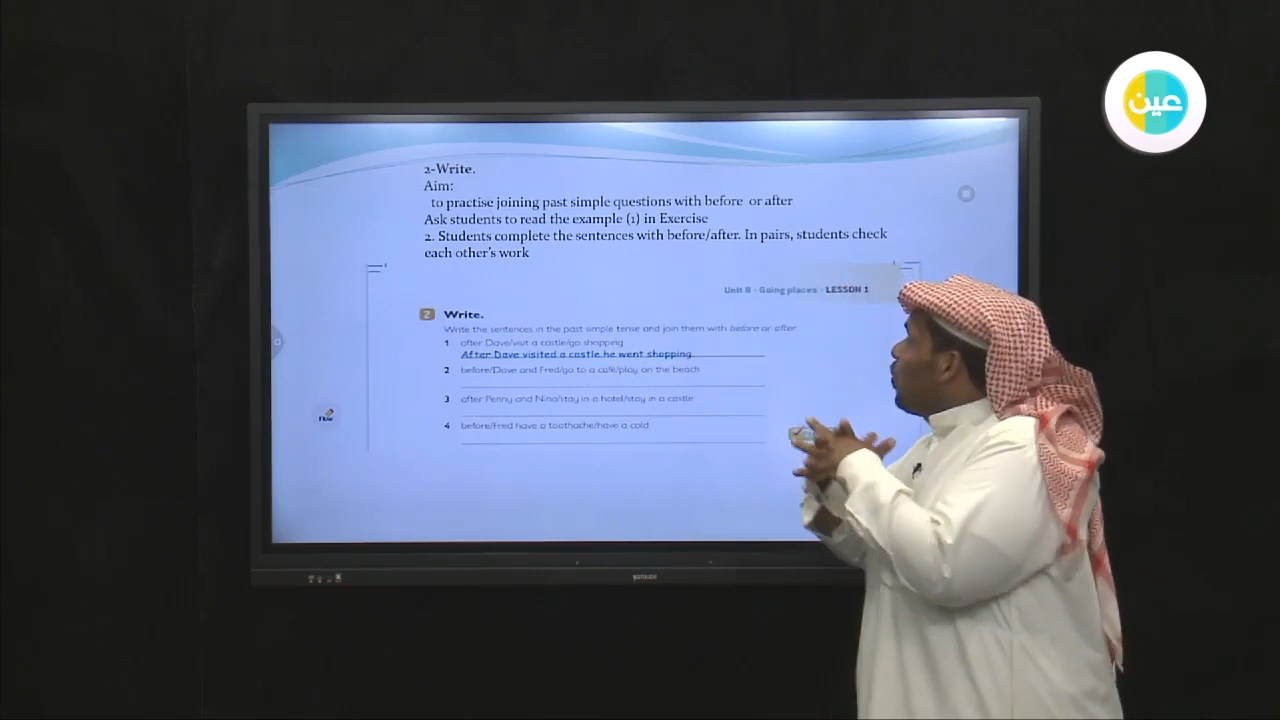 عين
2-Write.
Aim:
to practise joining past simple questions with before or after
Ask students to read the example (1) in Exercise
2. Students complete the sentences with before/after. In pairs, students check
each other's work
Unit 8 - Going places - LESSON 1
2 Write.
Write the sentences in the past simple tense and join them with before or after
1 after Dave/visit a castle/go shopping
After Dave visited a castle he went shopping
2 before/Dave and Fred/go to a café/play on the beach
3 after Penny and Nina/stay in a hotel/stay in a castle
4 before/Fred have a toothache/have a cold